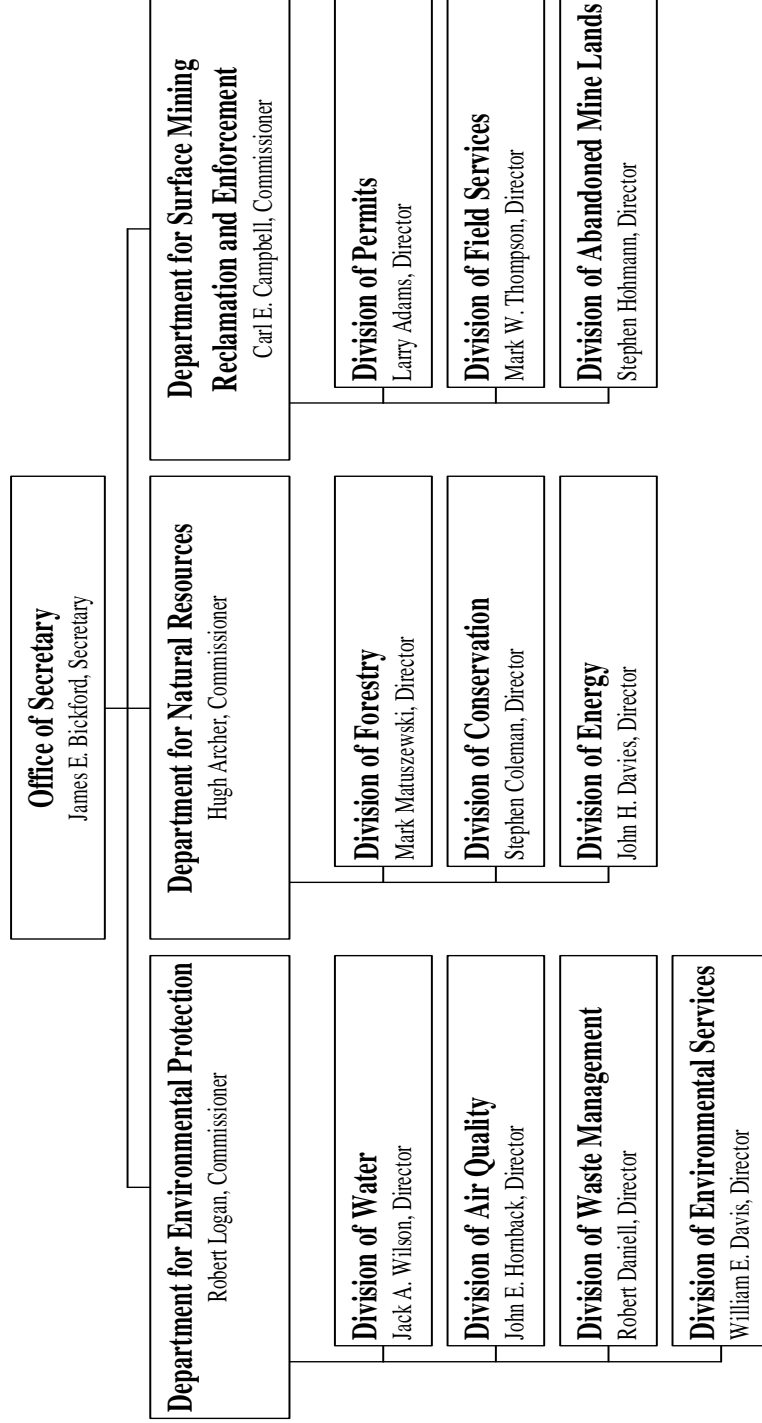 Office of Secretary
James E. Bickford, Secretary
Department for Environmental Protection
Robert Logan, Commissioner
Division of Water
Jack A. Wilson, Director
Division of Air Quality
John E. Hornback, Director
Division of Waste Management
Robert Daniell, Director
Division of Environmental Services
William E. Davis, Director
Department for Natural Resources
Hugh Archer, Commissioner
Division of Forestry
Mark Matuszewski, Director
Division of Conservation
Stephen Coleman, Director
Division of Energy
John H. Davies, Director
Department for Surface Mining
Reclamation and Enforcement
Carl E. Campbell, Commissioner
Division of Permits
Larry Adams, Director
Division of Field Services
Mark W. Thompson, Director
Division of Abandoned Mine Lands
Stephen Hohmann, Director